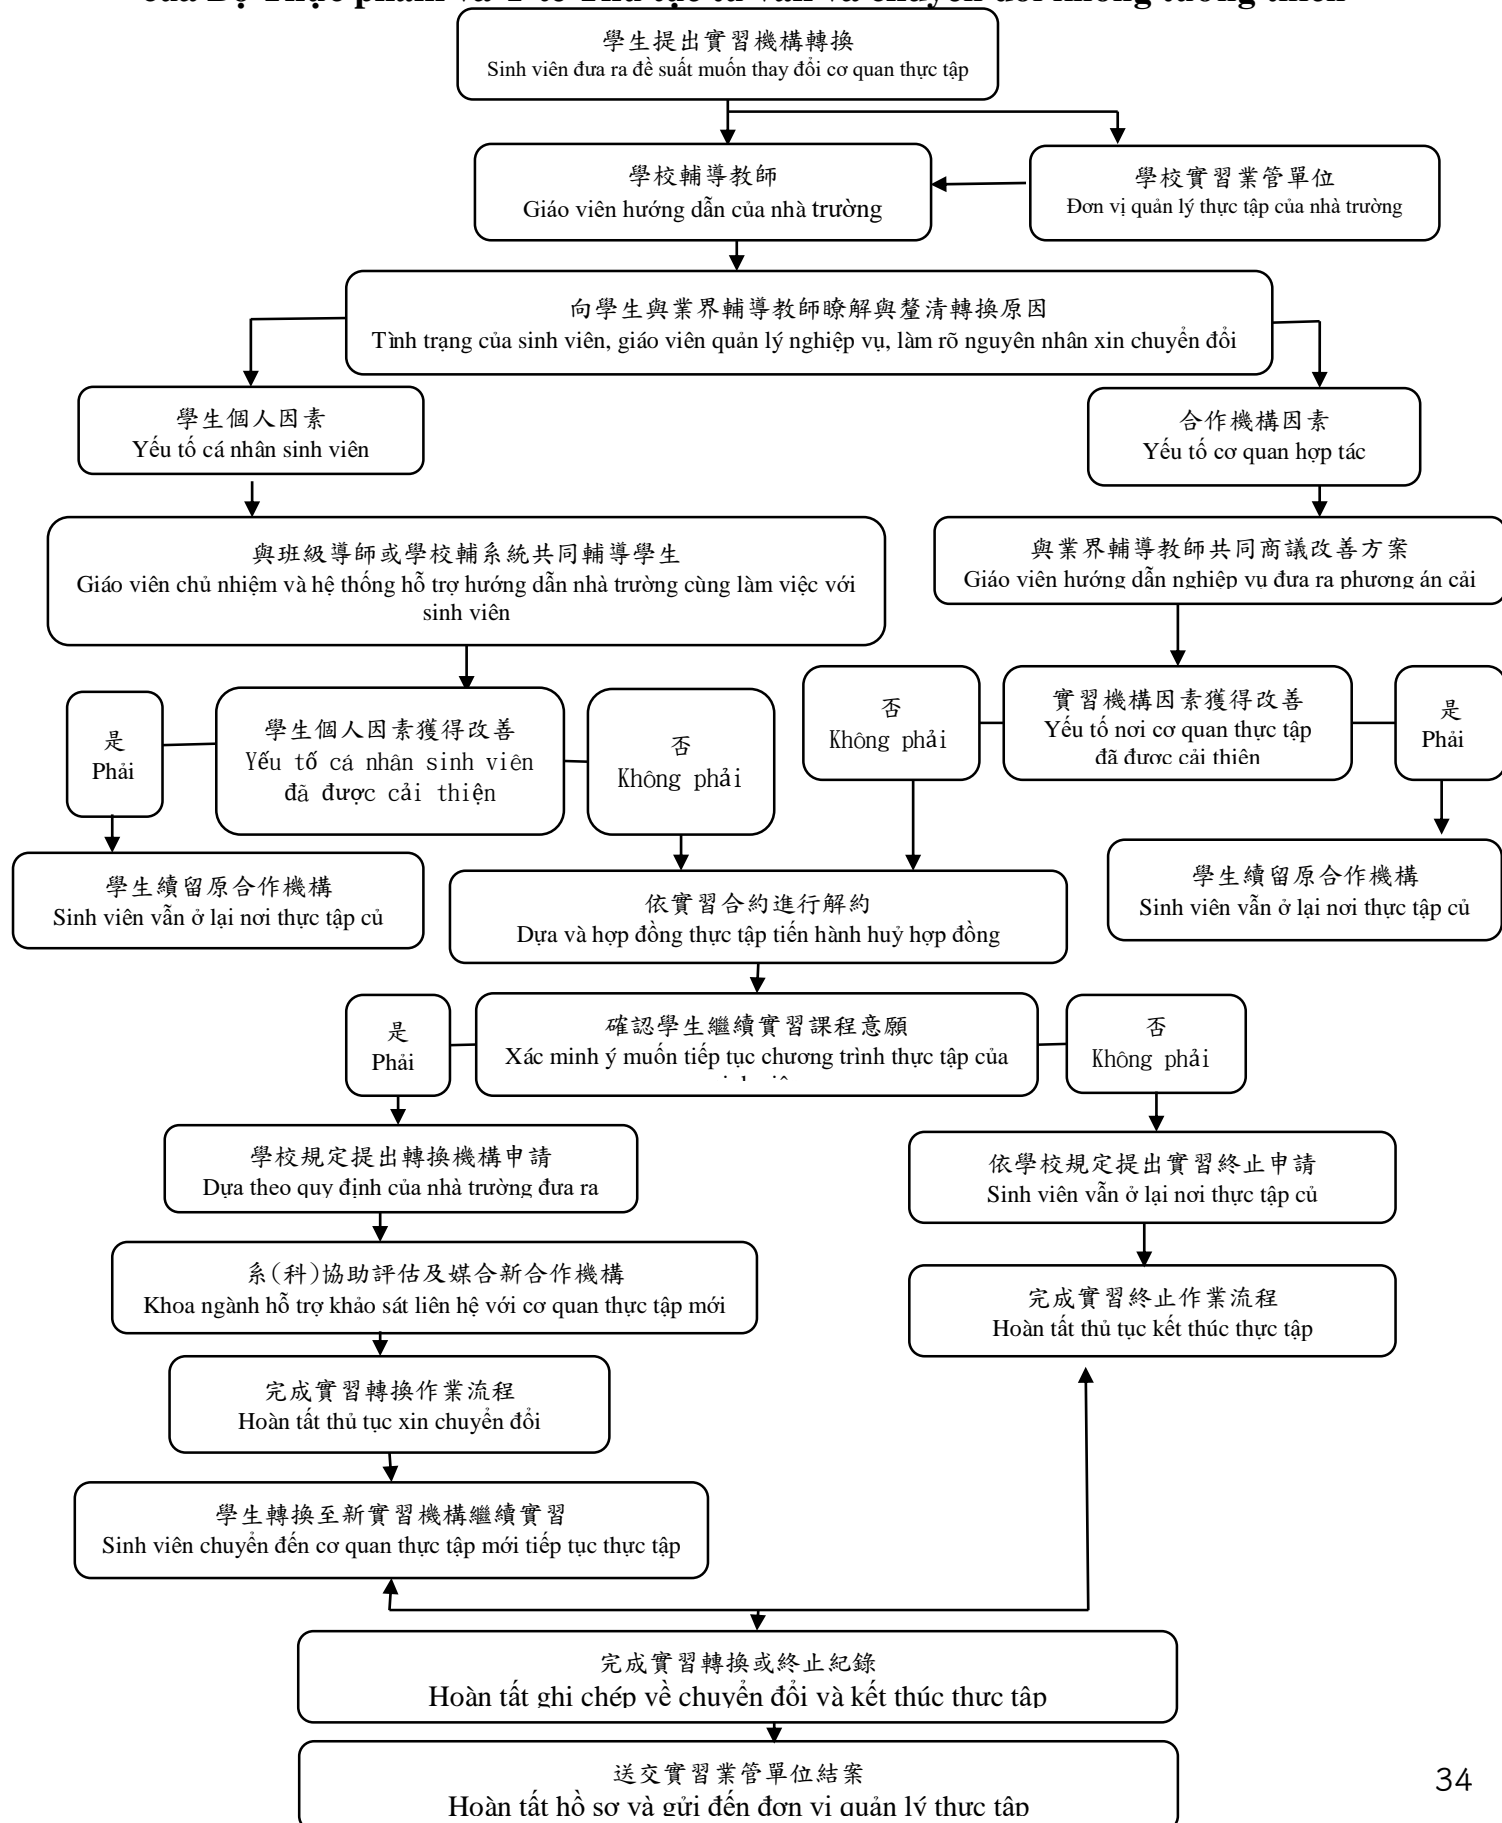 của Bộ Thực phẩm và Y tế Thủ tục tư vấn và chuyển đổi không tương thích
學生提出實習機構轉換
Sinh viên đưa ra đề suất muốn thay đổi cơ quan thực tập
學校輔導教師
Giáo viên hướng dẫn của nhà trường
學校實習業管單位
Đơn vị quản lý thực tập của nhà trường
向學生與業界輔導教師瞭解與釐清轉換原因
Tình trạng của sinh viên, giáo viên quản lý nghiệp vụ, làm rõ nguyên nhân xin chuyển đổi
學生個人因素
Yếu tố cá nhân sinh viên
合作機構因素
Yếu tố cơ quan hợp tác
與班級導師或學校輔系統共同輔導學生
Giáo viên chủ nhiệm và hệ thống hỗ trợ hướng dẫn nhà trường cùng làm việc với
sinh viên
與業界輔導教師共同商議改善方案
Giáo viên hướng dẫn nghiệp vụ đưa ra phương án cải
是
Phải
學生個人因素獲得改善
Yếu tố cá nhân sinh viên
đã được cải thiện
否
Không phải
否
Không phải
實習機構因素獲得改善
Yếu tố nơi cơ quan thực tập
đã được cải thiện
是
Phải
學生續留原合作機構
Sinh viên vẫn ở lại nơi thực tập củ
依實習合約進行解約
Dựa và hợp đồng thực tập tiến hành huỷ hợp đồng
學生續留原合作機構
Sinh viên vẫn ở lại nơi thực tập củ
是
Phải
確認學生繼續實習課程意願
Xác minh ý muốn tiếp tục chương trình thực tập của
否
Không phải
學校規定提出轉換機構申請
Dựa theo quy định của nhà trường đưa ra
依學校規定提出實習終止申請
Sinh viên vẫn ở lại nơi thực tập củ
系(科)協助評估及媒合新合作機構
Khoa ngành hỗ trợ khảo sát liên hệ với cơ quan thực tập mới
完成實習終止作業流程
Hoàn tất thủ tục kết thúc thực tập
完成實習轉換作業流程
Hoàn tất thủ tục xin chuyển đổi
學生轉換至新實習機構繼續實習
Sinh viên chuyển đến cơ quan thực tập mới tiếp tục thực tập
完成實習轉換或終止紀錄
Hoàn tất ghi chép về chuyển đổi và kết thúc thực tập
送交實習業管單位結案
Hoàn tất hồ sơ và gửi đến đơn vị quản lý thực tập
34